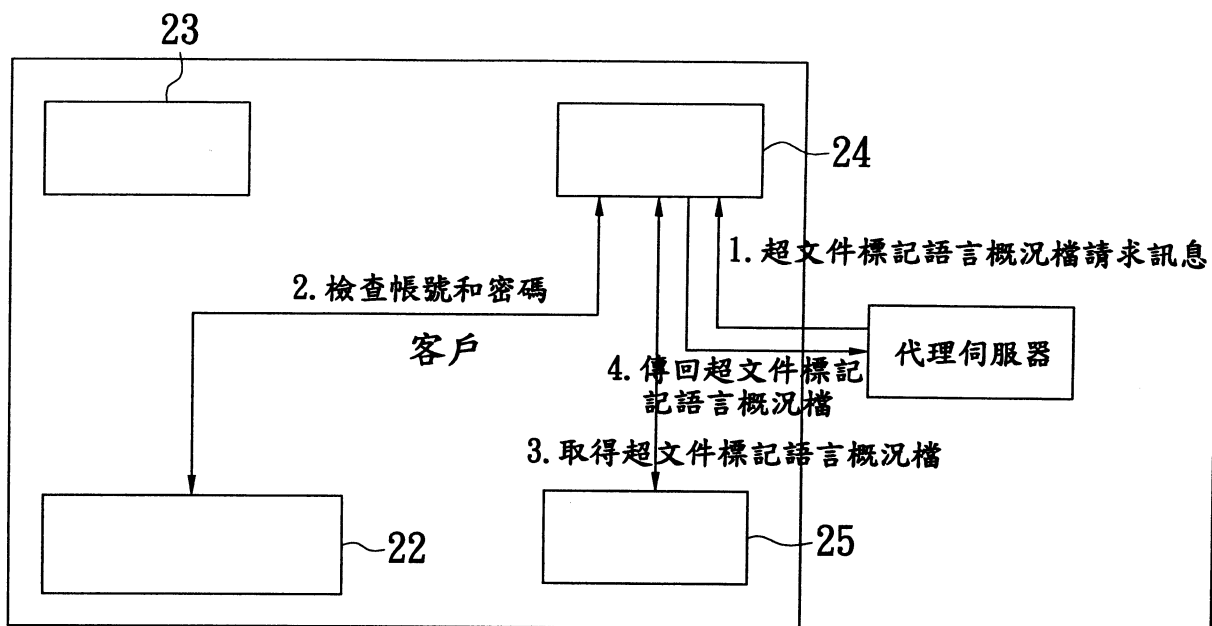 23
24
1.超文件標記語言概況檔請求訊息
2.檢查帳號和密碼
客戶
代理伺服器
4.傳回超文件標記
記語言概況檔
3.取得超文件標記語言概況檔
22
25